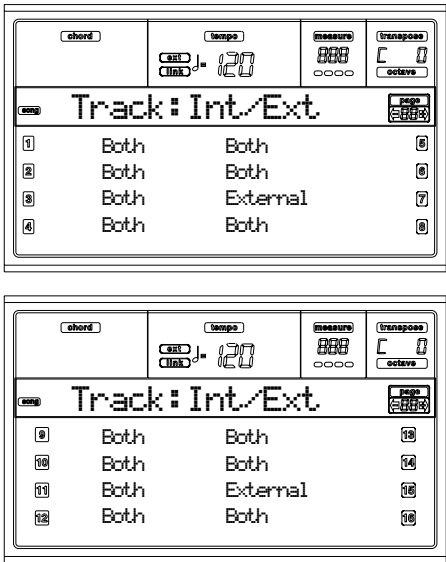 chord tempo measure transpose
ext link ♩= 120 888 C 0
octave
song Track:Int/Ext page
1 Both Both 5
2 Both Both 6
3 Both External 7
4 Both Both 8
chord tempo measure transpose
ext link ♩= 120 888 C 0
octave
song Track:Int/Ext page
9 Both Both 13
10 Both Both 14
11 Both External 15
12 Both Both 16